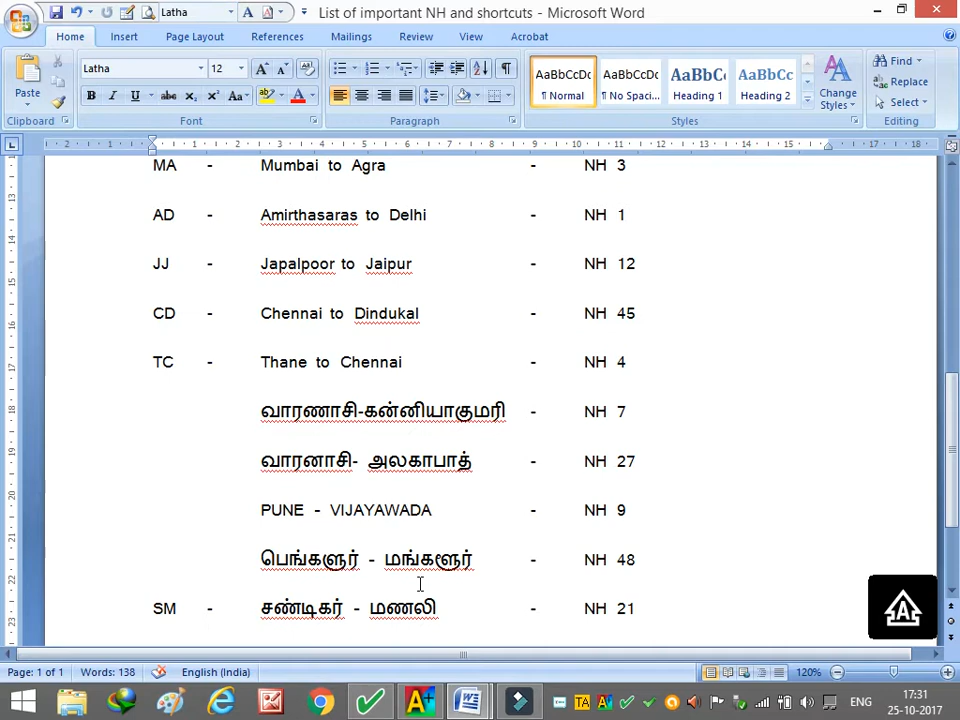 Latha
List of important NH and shortcuts - Microsoft Word
Home Insert Page Layout References Mailings Review View Acrobat
Latha 12
Paste
AaBbCcDc AaBbCcDc AaBbCc AaBbCc
¶ Normal ¶ No Spaci... Heading 1 Heading 2
Change Styles
Find
Replace
Select
Clipboard Font Paragraph Styles Editing
MA - Mumbai to Agra - NH 3
AD - Amirthasaras to Delhi - NH 1
JJ - Japalpoor to Jaipur - NH 12
CD - Chennai to Dindukal - NH 45
TC - Thane to Chennai - NH 4
வாரணாசி-கன்னியாகுமரி - NH 7
வாரனாசி- அலகாபாத் - NH 27
PUNE - VIJAYAWADA - NH 9
பெங்களுர் - மங்களூர் - NH 48
SM - சண்டிகர் - மணலி - NH 21
Page: 1 of 1 Words: 138 English (India) 120%
ENG 17:31
25-10-2017